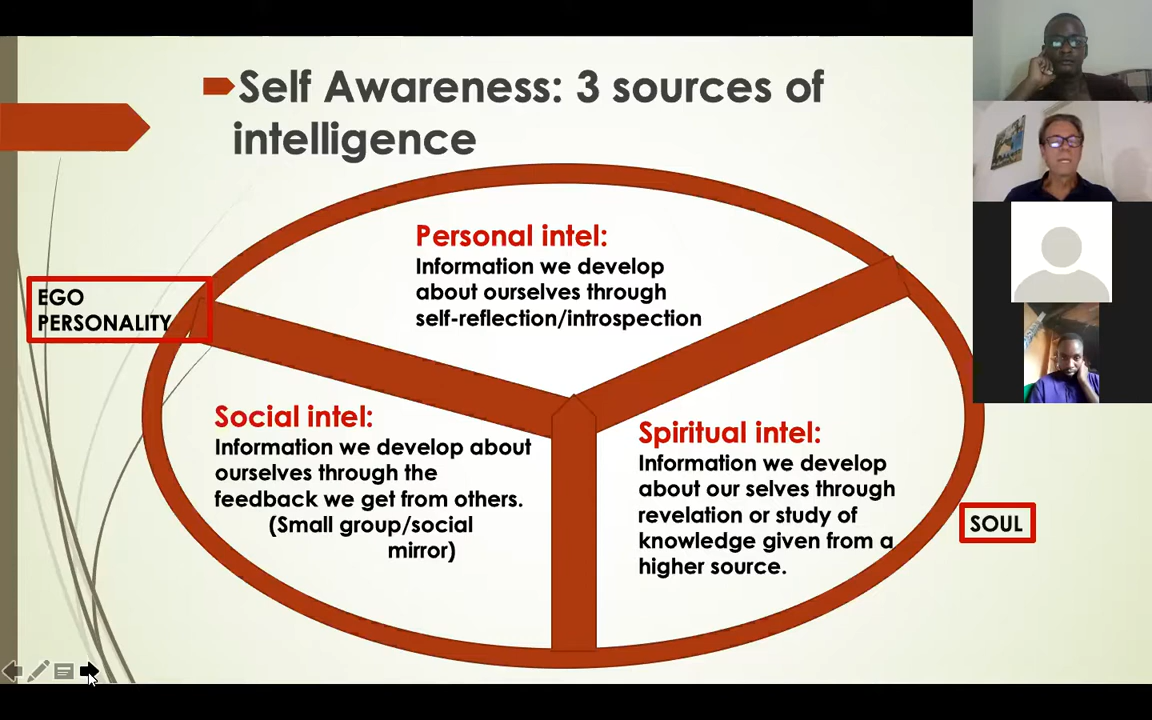 Self Awareness: 3 sources of
intelligence
Personal intel:
Information we develop
about ourselves through
self-reflection/introspection
EGO
PERSONALITY
Social intel:
Information we develop about
ourselves through the
feedback we get from others.
(Small group/social
mirror)
Spiritual intel:
Information we develop
about our selves through
revelation or study of
knowledge given from a
higher source.
SOUL